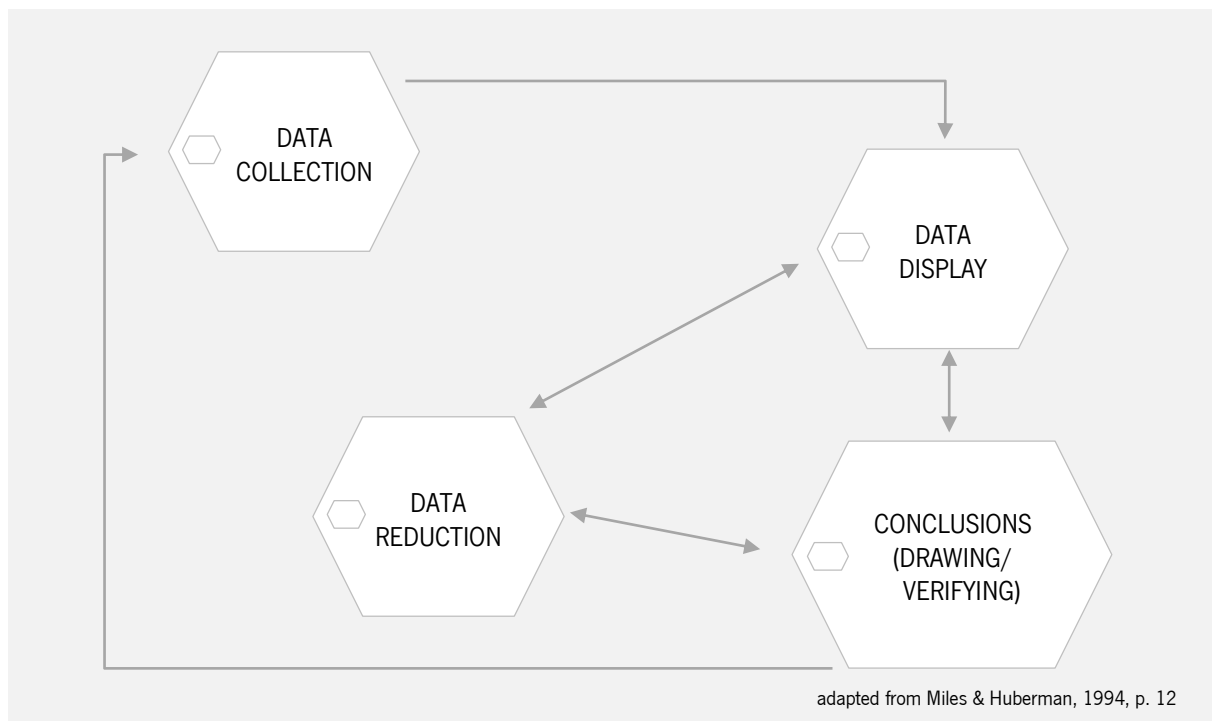 DATA
COLLECTION
DATA
DISPLAY
DATA
REDUCTION
CONCLUSIONS
(DRAWING/
VERIFYING)
adapted from Miles & Huberman, 1994, p. 12